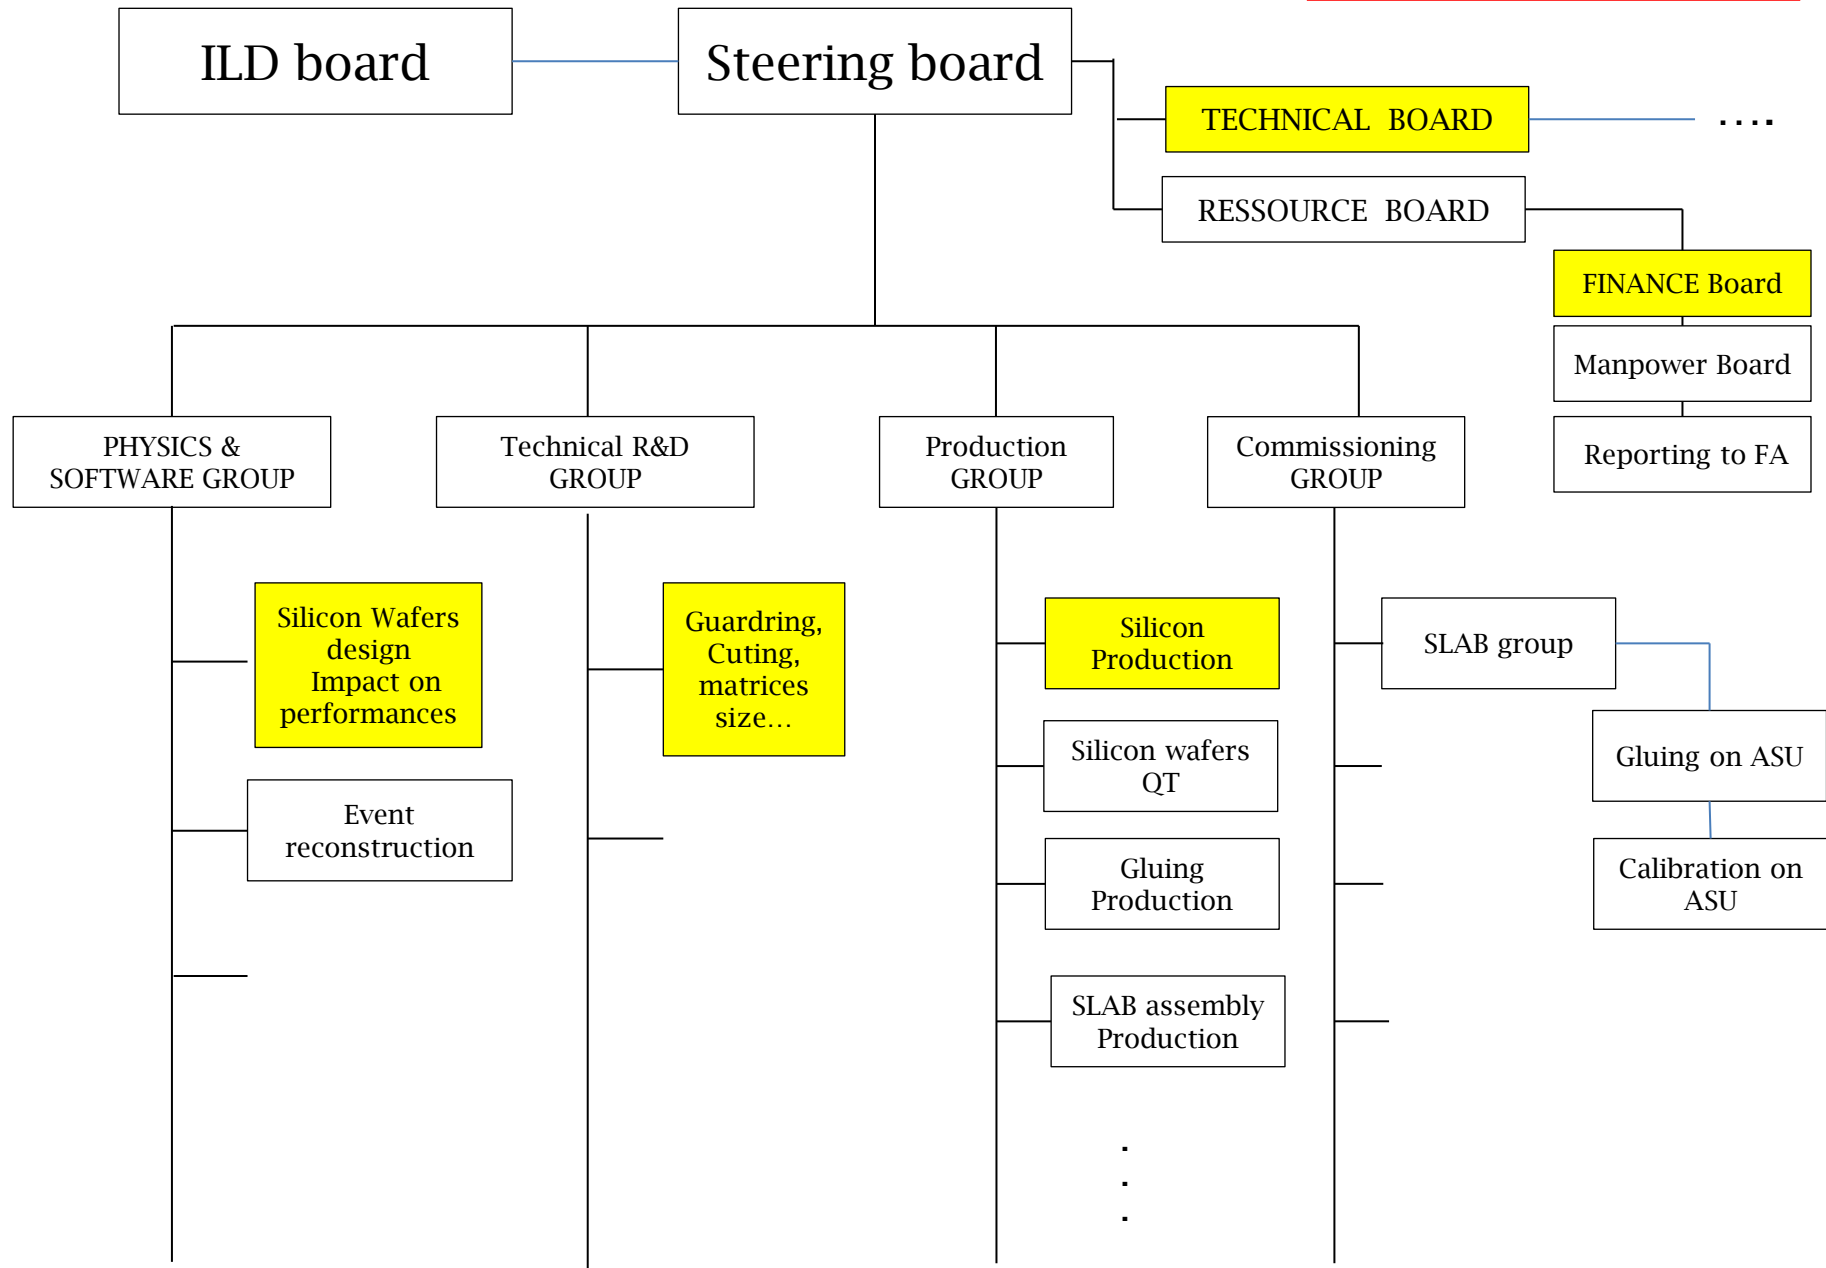 ILD board
Steering board
TECHNICAL BOARD
....
RESSOURCE BOARD
FINANCE Board
Manpower Board
Reporting to FA
PHYSICS &
SOFTWARE GROUP
Technical R&D
GROUP
Production
GROUP
Commissioning
GROUP
Silicon Wafers
design
Impact on
performances
Event
reconstruction
Guardring,
Cuting,
matrices
size…
Silicon
Production
Silicon wafers
QT
Gluing
Production
SLAB assembly
Production
.
.
.
SLAB group
Gluing on ASU
Calibration on
ASU